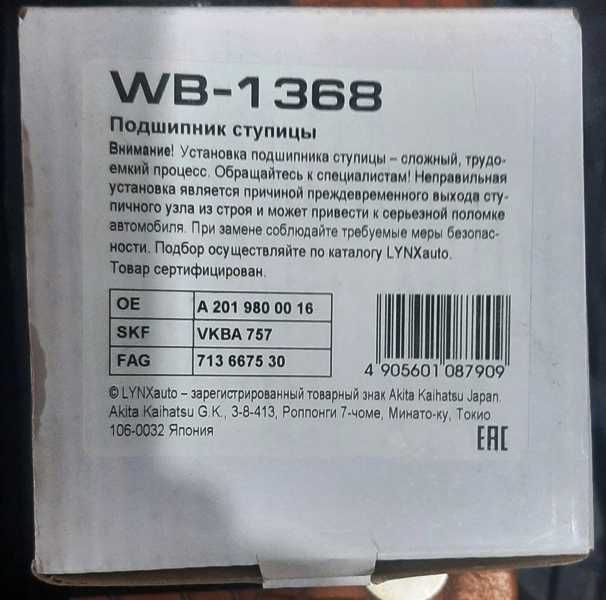 WB-1368
Подшипник ступицы
Внимание! Установка подшипника ступицы – сложный, трудо-
емкий процесс. Обращайтесь к специалистам! Неправильная
установка является причиной преждевременного выхода сту-
пичного узла из строя и может привести к серьезной поломке
автомобиля. При замене соблюдайте требуемые меры безопас-
ности. Подбор осуществляйте по каталогу LYNXauto.
Товар сертифицирован.
OE A 201 980 00 16
SKF VKBA 757
FAG 713 6675 30
4 905601 087909
© LYNXauto – зарегистрированный товарный знак Akita Kaihatsu Japan.
Akita Kaihatsu G.K., 3-8-413, Роппонги 7-чоме, Минато-ку, Токио
106-0032 Япония
EAC